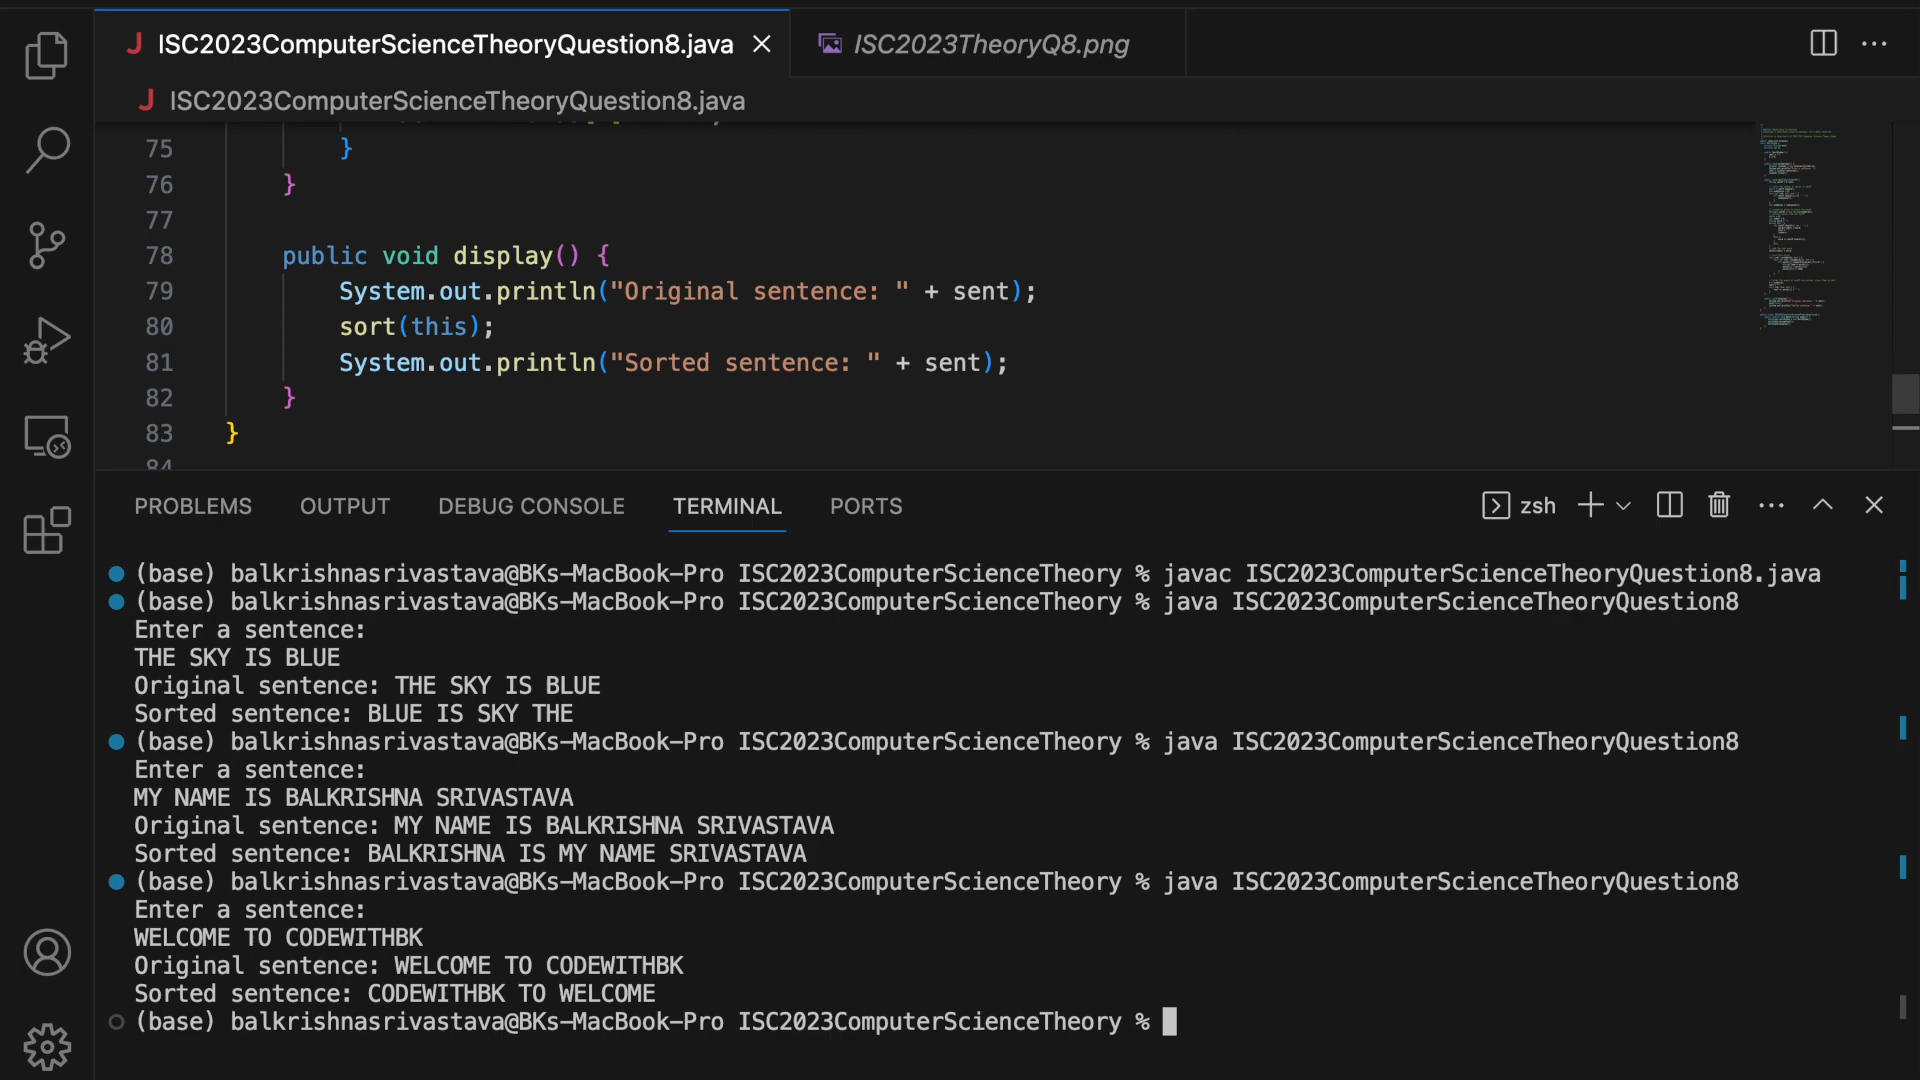 ISC2023ComputerScienceTheoryQuestion8.java
ISC2023TheoryQ8.png
ISC2023ComputerScienceTheoryQuestion8.java
75 }
76 }
77
78 public void display() {
79 System.out.println("Original sentence: " + sent);
80 sort(this);
81 System.out.println("Sorted sentence: " + sent);
82 }
83 }
84
PROBLEMS OUTPUT DEBUG CONSOLE TERMINAL PORTS zsh
(base) balkrishnasrivastava@BKs-MacBook-Pro ISC2023ComputerScienceTheory % javac ISC2023ComputerScienceTheoryQuestion8.java
(base) balkrishnasrivastava@BKs-MacBook-Pro ISC2023ComputerScienceTheory % java ISC2023ComputerScienceTheoryQuestion8
Enter a sentence:
THE SKY IS BLUE
Original sentence: THE SKY IS BLUE
Sorted sentence: BLUE IS SKY THE
(base) balkrishnasrivastava@BKs-MacBook-Pro ISC2023ComputerScienceTheory % java ISC2023ComputerScienceTheoryQuestion8
Enter a sentence:
MY NAME IS BALKRISHNA SRIVASTAVA
Original sentence: MY NAME IS BALKRISHNA SRIVASTAVA
Sorted sentence: BALKRISHNA IS MY NAME SRIVASTAVA
(base) balkrishnasrivastava@BKs-MacBook-Pro ISC2023ComputerScienceTheory % java ISC2023ComputerScienceTheoryQuestion8
Enter a sentence:
WELCOME TO CODEWITHBK
Original sentence: WELCOME TO CODEWITHBK
Sorted sentence: CODEWITHBK TO WELCOME
(base) balkrishnasrivastava@BKs-MacBook-Pro ISC2023ComputerScienceTheory %